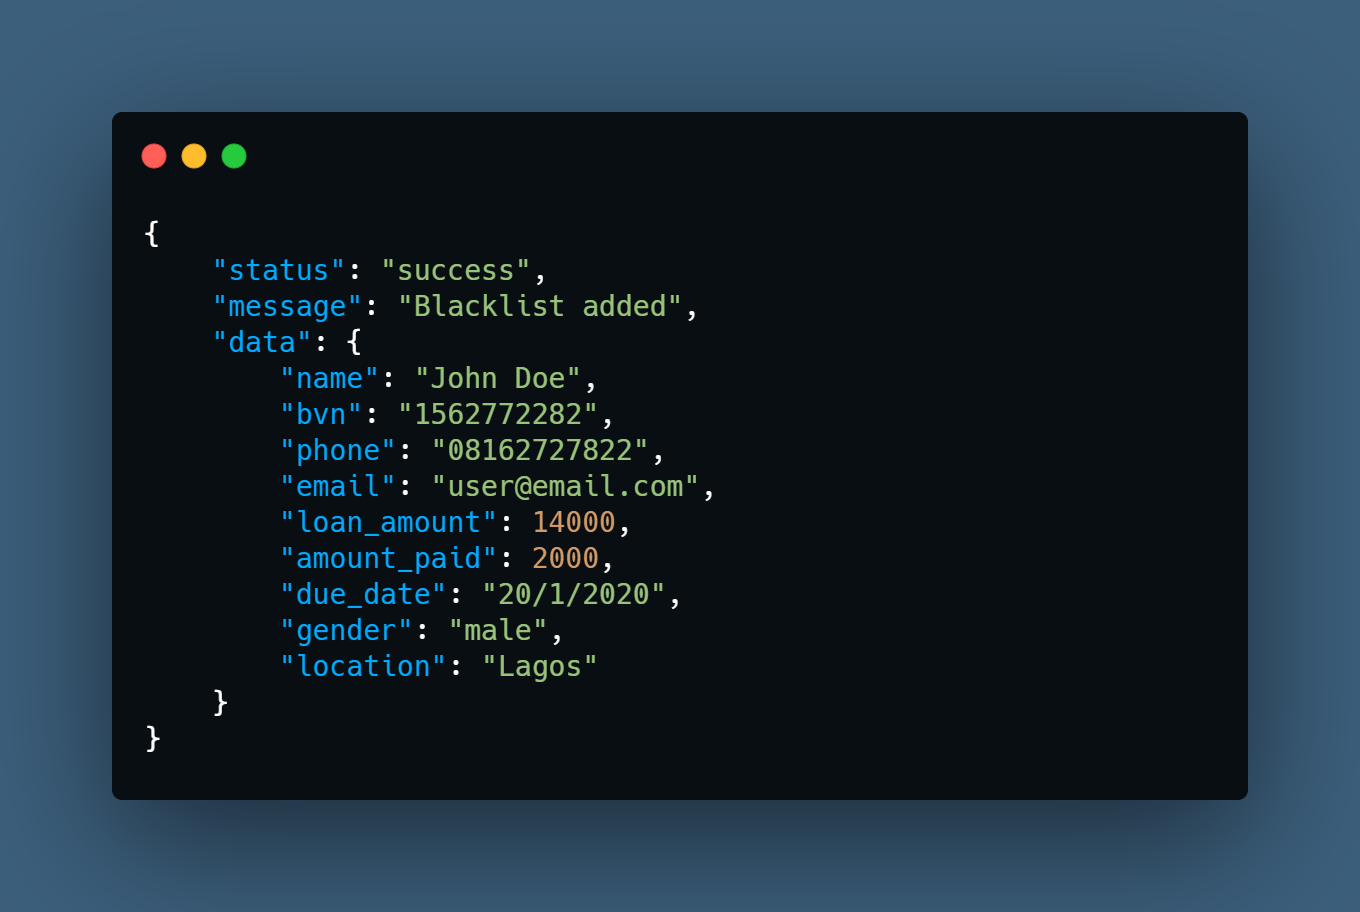 {
    "status": "success",
    "message": "Blacklist added",
    "data": {
        "name": "John Doe",
        "bvn": "1562772282",
        "phone": "08162727822",
        "email": "user@email.com",
        "loan_amount": 14000,
        "amount_paid": 2000,
        "due_date": "20/1/2020",
        "gender": "male",
        "location": "Lagos"
    }
}